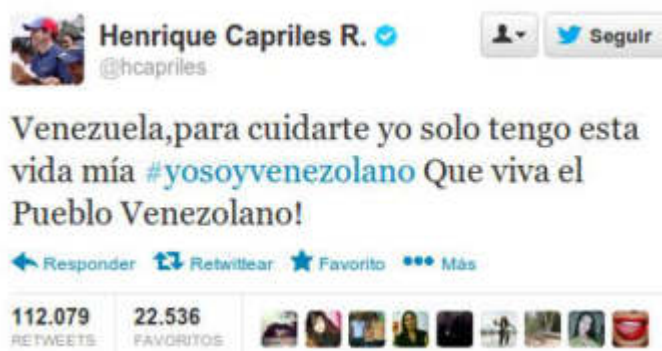 Henrique Capriles R.
Seguir
@hcapriles
Venezuela,para cuidarte yo solo tengo esta
vida mía #yosoyvenezolano Que viva el
Pueblo Venezolano!
Responder Retwittear Favorito Más
112.079 22.536
RETWEETS FAVORITOS